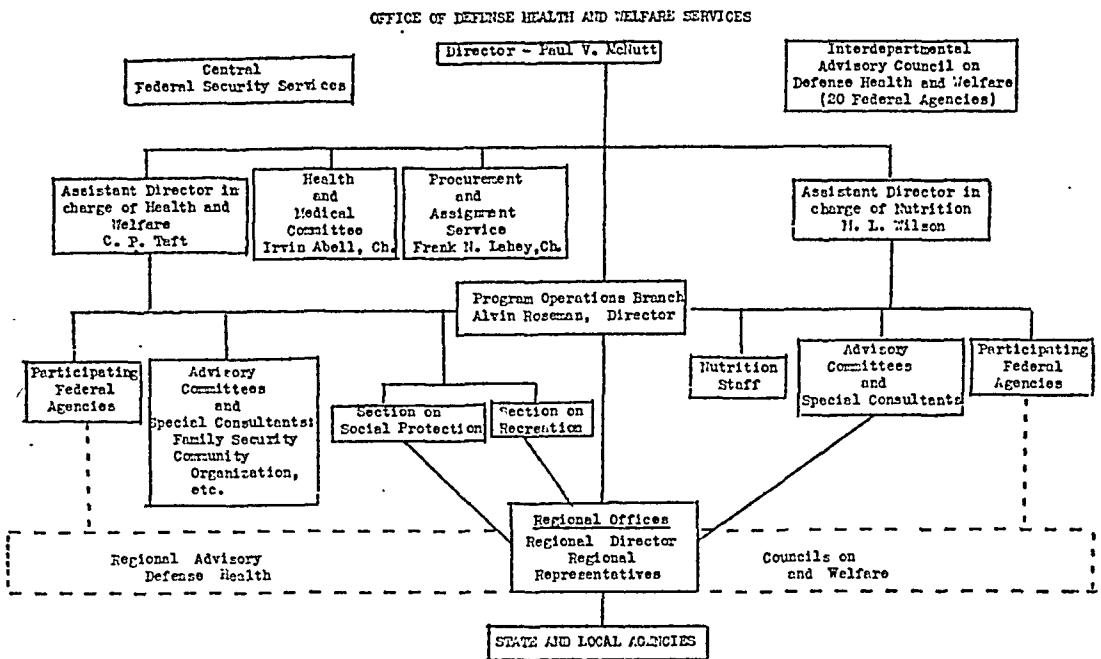 OFFICE OF DEFENSE HEALTH AND WELFARE SERVICES
Director - Paul V. McNutt
Central
Federal Security Services
Interdepartmental
Advisory Council on
Defense Health and Welfare
(20 Federal Agencies)
Assistant Director in
charge of Health and
Welfare
C. P. Taft
Health
and
Medical
Committee
Irvin Abell, Ch.
Procurement
and
Assignment
Service
Frank N. Lahey, Ch.
Assistant Director in
charge of Nutrition
M. L. Wilson
Program Operations Branch
Alvin Roseman, Director
Participating
Federal
Agencies
Advisory
Committees
and
Special Consultants:
Family Security
Community
Organization,
etc.
Section on
Social Protection
Section on
Recreation
Nutrition
Staff
Advisory
Committees
and
Special Consultants
Participating
Federal
Agencies
Regional Offices
Regional Director
Regional
Representatives
Regional Advisory
Defense Health
Councils on
and Welfare
STATE AND LOCAL AGENCIES